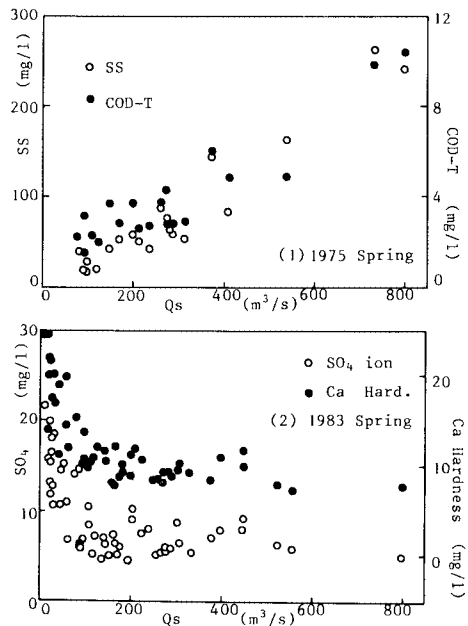 (mg/l)
SS
300
200
100
0
SS
COD-T
12
8
4
0
COD-T (mg/l)
(1) 1975 Spring
0 200 400 600 800
Qs (m³/s)
(mg/l)
SO₄
30
20
10
0
SO₄ ion
Ca Hard.
(2) 1983 Spring
20
10
0
Ca Hardness
(mg/l)
0 200 400 600 800
Qs (m³/s)